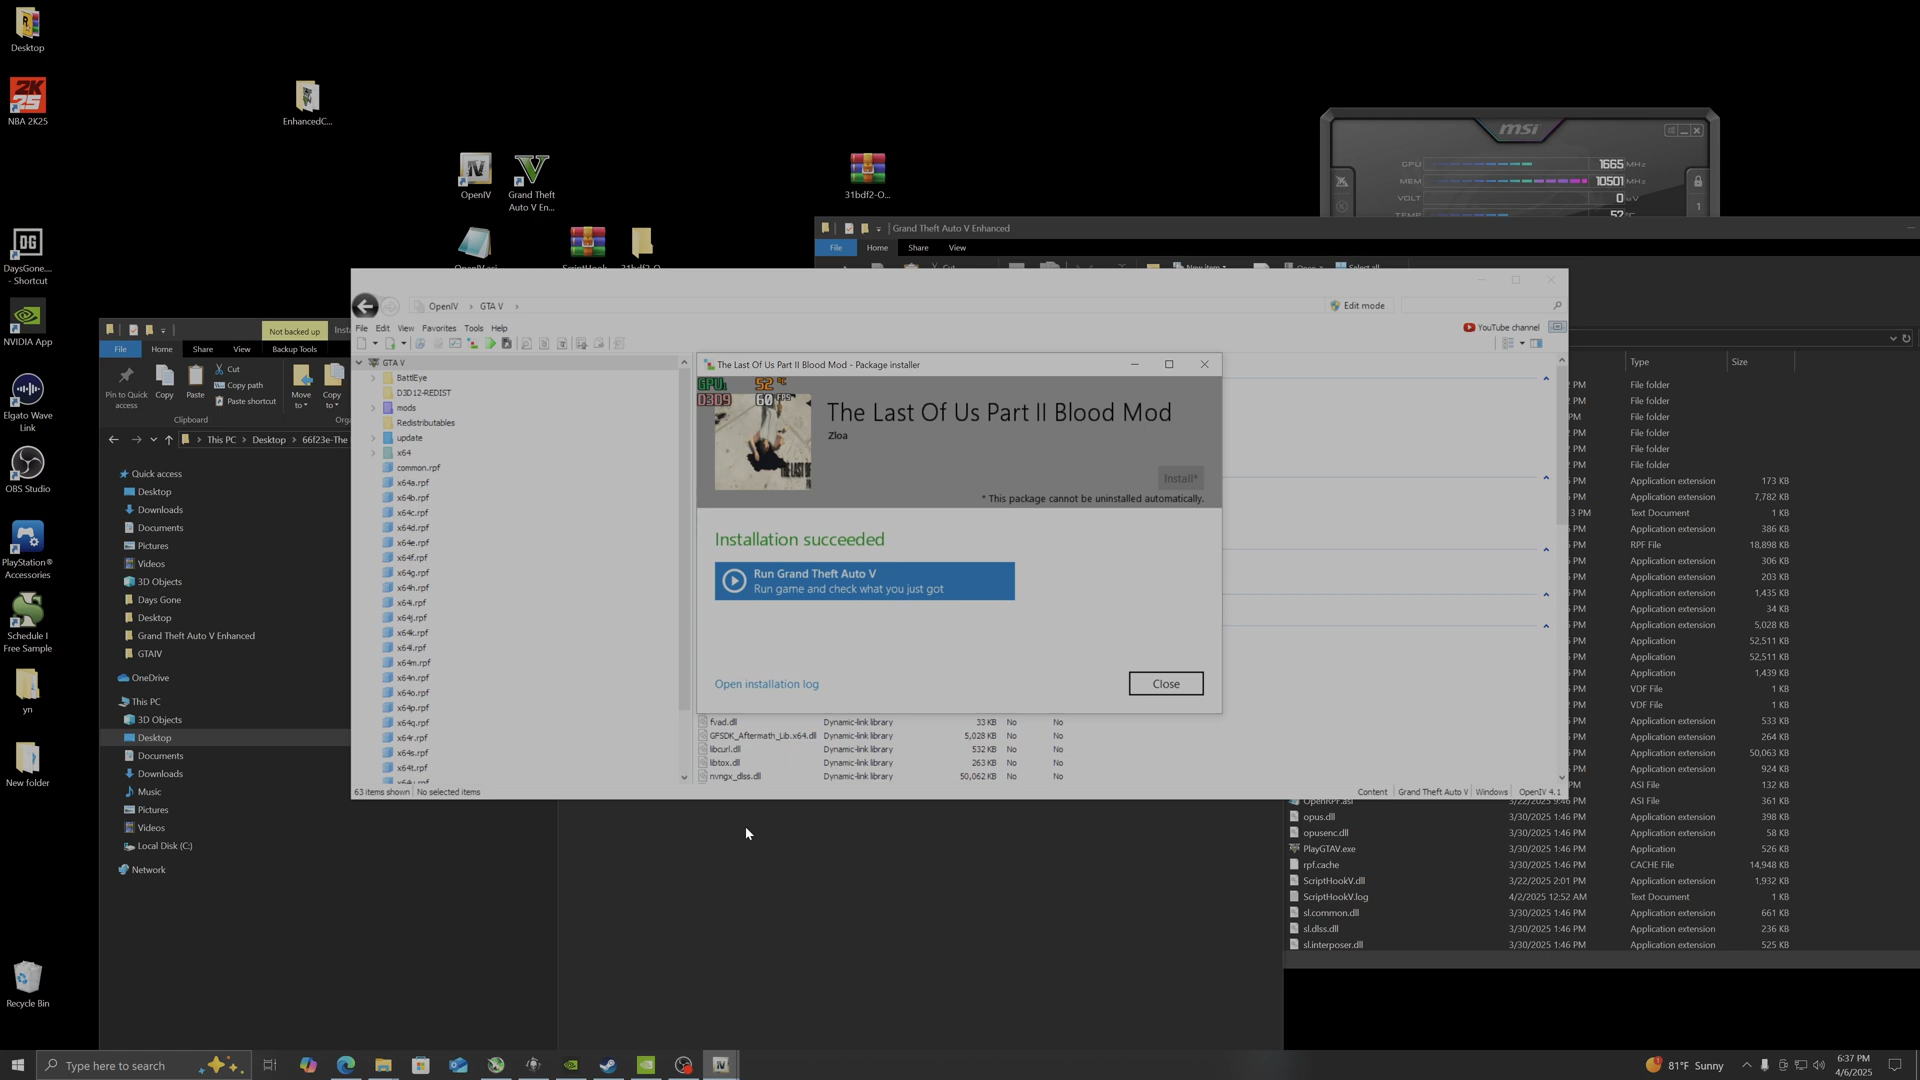 Desktop
NBA 2K25
EnhancedC...
OpenIV
Grand Theft
Auto V En...
31bdf2-O...
DaysGone....
- Shortcut
NVIDIA App
Elgato Wave
Link
OBS Studio
PlayStation®
Accessories
Schedule I
Free Sample
yn
New folder
Recycle Bin
msi
GPU 1665 MHz
MEM 10501 MHz
VOLT 0
TEMP 52 °C
1
Grand Theft Auto V Enhanced
File Home Share View
Not backed up
File Home Share View Backup Tools
Pin to Quick
access
Copy
Paste
Cut
Copy path
Paste shortcut
Move
to
Copy
to
Clipboard
This PC > Desktop > 66f23e-The
Quick access
Desktop
Downloads
Documents
Pictures
Videos
3D Objects
Days Gone
Desktop
Grand Theft Auto V Enhanced
GTAIV
OneDrive
This PC
3D Objects
Desktop
Documents
Downloads
Music
Pictures
Videos
Local Disk (C:)
Network
OpenIV > GTA V >
Edit mode
File Edit View Favorites Tools Help
YouTube channel
GTA V
BattlEye
D3D12-REDIST
mods
Redistributables
update
x64
common.rpf
x64a.rpf
x64b.rpf
x64c.rpf
x64d.rpf
x64e.rpf
x64f.rpf
x64g.rpf
x64h.rpf
x64i.rpf
x64j.rpf
x64k.rpf
x64l.rpf
x64m.rpf
x64n.rpf
x64o.rpf
x64p.rpf
x64q.rpf
x64r.rpf
x64s.rpf
x64t.rpf
63 items shown No selected items
The Last Of Us Part II Blood Mod - Package installer
GPU 52 °C
0309 60 FPS
The Last Of Us Part II Blood Mod
Zloa
Install*
* This package cannot be uninstalled automatically.
Installation succeeded
Run Grand Theft Auto V
Run game and check what you just got
Open installation log
Close
fvad.dll Dynamic-link library 33 KB No No
GFSDK_Aftermath_Lib.x64.dll Dynamic-link library 5,028 KB No No
libcurl.dll Dynamic-link library 532 KB No No
libtox.dll Dynamic-link library 263 KB No No
nvngx_dlss.dll Dynamic-link library 50,062 KB No No
Content Grand Theft Auto V Windows OpenIV 4.1
Type Size
File folder
File folder
File folder
File folder
File folder
File folder
Application extension 173 KB
Application extension 7,782 KB
Text Document 1 KB
Application extension 386 KB
RPF File 18,898 KB
Application extension 306 KB
Application extension 203 KB
Application extension 1,435 KB
Application extension 34 KB
Application extension 5,028 KB
Application 52,511 KB
Application 52,511 KB
Application 1,439 KB
VDF File 1 KB
VDF File 1 KB
Application extension 533 KB
Application extension 264 KB
Application extension 50,063 KB
Application extension 924 KB
ASI File 132 KB
OpenRPF.asi 3/22/2025 9:46 PM ASI File 361 KB
opus.dll 3/30/2025 1:46 PM Application extension 398 KB
opusenc.dll 3/30/2025 1:46 PM Application extension 58 KB
PlayGTAV.exe 3/30/2025 1:46 PM Application 526 KB
rpf.cache 3/30/2025 1:46 PM CACHE File 14,948 KB
ScriptHookV.dll 3/22/2025 2:01 PM Application extension 1,932 KB
ScriptHookV.log 4/2/2025 12:52 AM Text Document 1 KB
sl.common.dll 3/30/2025 1:46 PM Application extension 661 KB
sl.dlss.dll 3/30/2025 1:46 PM Application extension 236 KB
sl.interposer.dll 3/30/2025 1:46 PM Application extension 525 KB
Type here to search
81°F Sunny
6:37 PM
4/6/2025